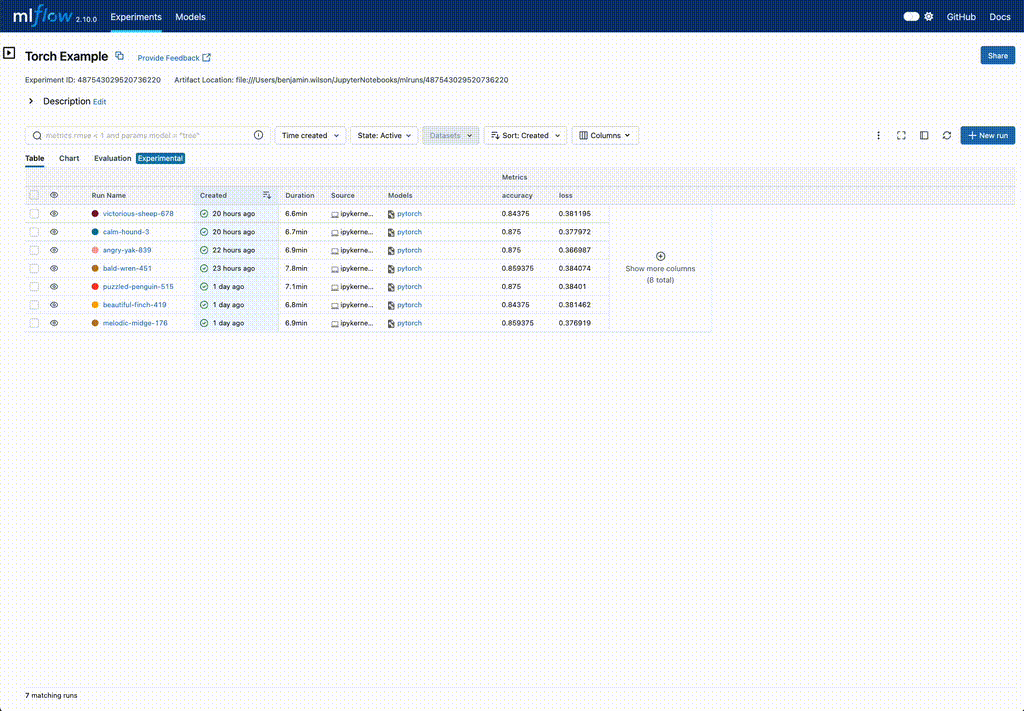 mlflow 2.10.0 Experiments Models GitHub Docs
Torch Example Provide Feedback Share
Experiment ID: 487543029520736220 Artifact Location: file:///Users/benjamin.wilson/JupyterNotebooks/mlruns/487543029520736220
Description Edit
metrics.rmse < 1 and params.model = "tree" Time created State: Active Datasets Sort: Created Columns New run
Table Chart Evaluation Experimental
Metrics
Run Name Created Duration Source Models accuracy loss
victorious-sheep-678 20 hours ago 6.6min ipykerne... pytorch 0.84375 0.381195
calm-hound-3 20 hours ago 6.7min ipykerne... pytorch 0.875 0.377972
angry-yak-839 22 hours ago 6.9min ipykerne... pytorch 0.875 0.366987
bald-wren-451 23 hours ago 7.8min ipykerne... pytorch 0.859375 0.384074
puzzled-penguin-515 1 day ago 7.1min ipykerne... pytorch 0.875 0.38401
beautiful-finch-419 1 day ago 6.8min ipykerne... pytorch 0.84375 0.381462
melodic-midge-176 1 day ago 6.9min ipykerne... pytorch 0.859375 0.376919
Show more columns
(8 total)
7 matching runs